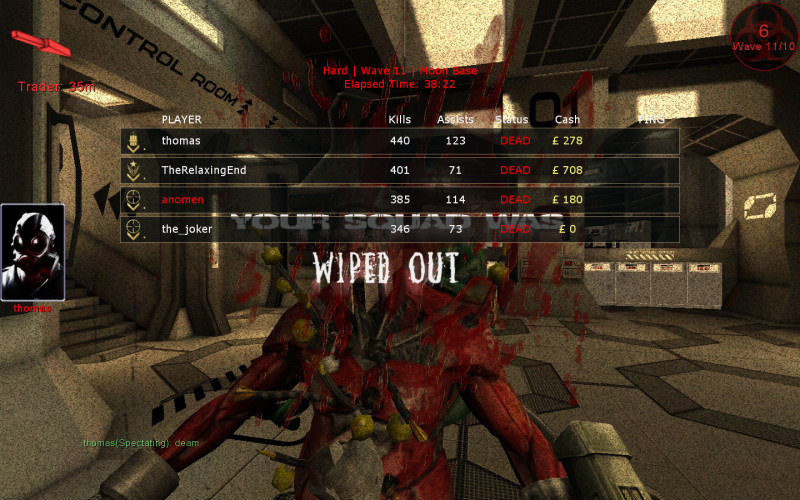 CONTROL ROOM
6
Wave 11/10
Trader 35m
Hard | Wave 11 | Moon Base
Elapsed Time: 38:22
01
PLAYER Kills Assists Status Cash PING
thomas 440 123 DEAD £ 278
TheRelaxingEnd 401 71 DEAD £ 708
anomen 385 114 DEAD £ 180
the_joker 346 73 DEAD £ 0
YOUR SQUAD WAS
WIPED OUT
thomas
thomas(Spectating): deam